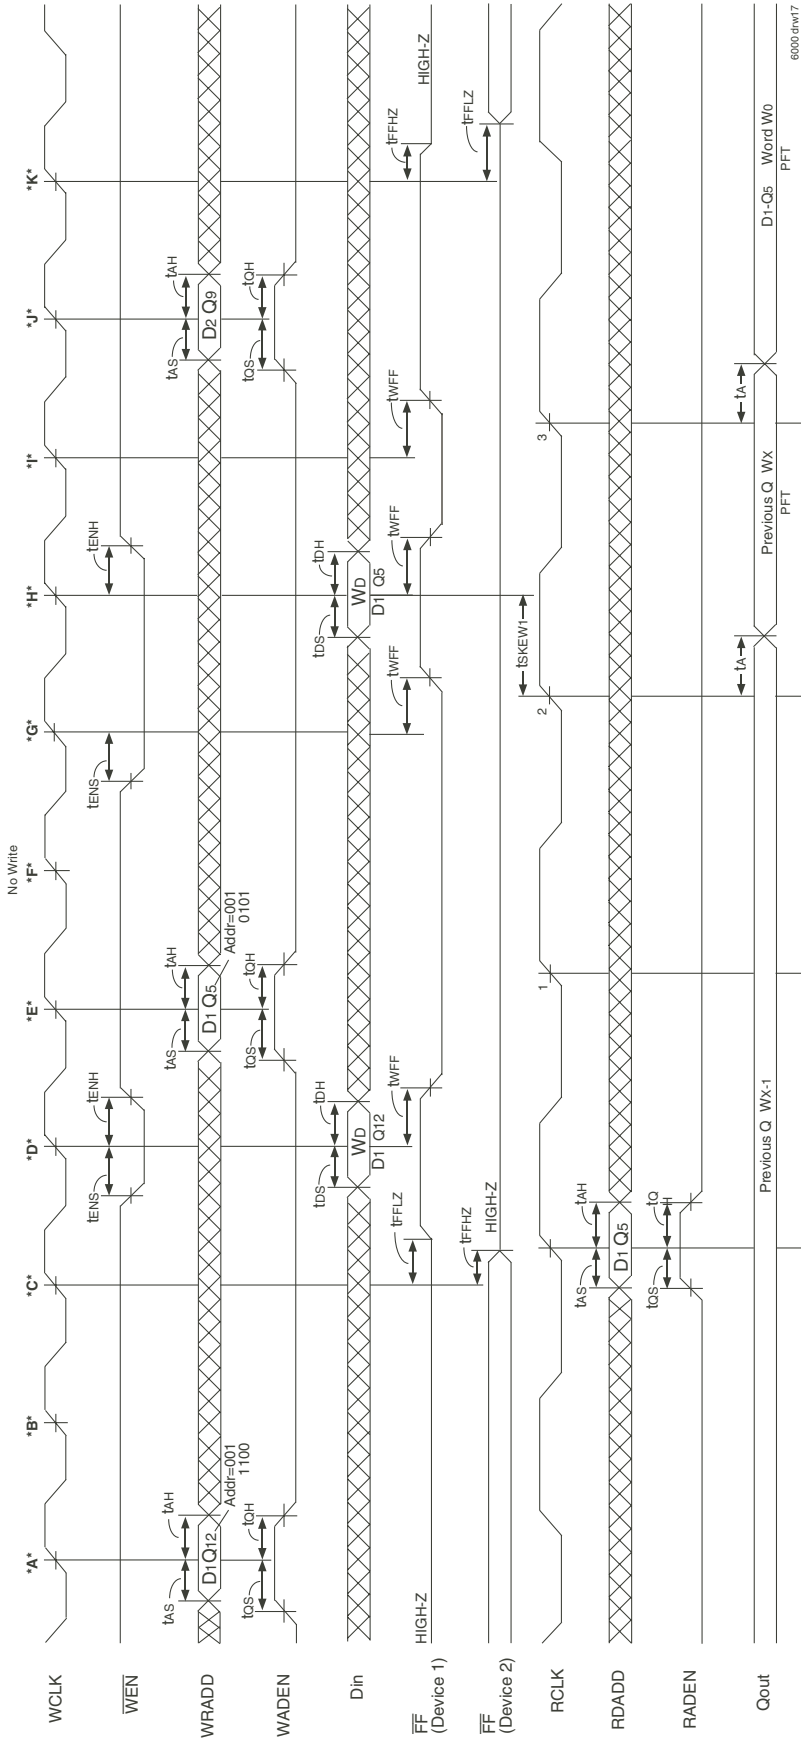 No Write
*A*
*B*
*C*
*D*
*E*
*F*
*G*
*H*
*I*
*J*
*K*
WCLK
WEN
tENS
tENH
tENS
tENH
WRADD
tAS
tAH
D1Q12
Addr=001
1100
tAS
tAH
D1 Q5
Addr=001
0101
tAS
tAH
D2 Q9
WADEN
tQS
tQH
tQS
tQH
tQS
tQH
Din
tDS
tDH
WD
D1 Q12
tDS
tDH
WD
D1 Q5
FF
(Device 1)
HIGH-Z
tFFLZ
tWFF
tWFF
tWFF
tWFF
tFFHZ
HIGH-Z
FF
(Device 2)
tFFHZ
HIGH-Z
tFFLZ
RCLK
1
2
tSKEW1
3
RDADD
tAS
tAH
D1 Q5
RADEN
tQS
tQ
H
Qout
Previous Q WX-1
tA
Previous Q WX
PFT
tA
D1-Q5 Word W0
PFT
6000 drw17